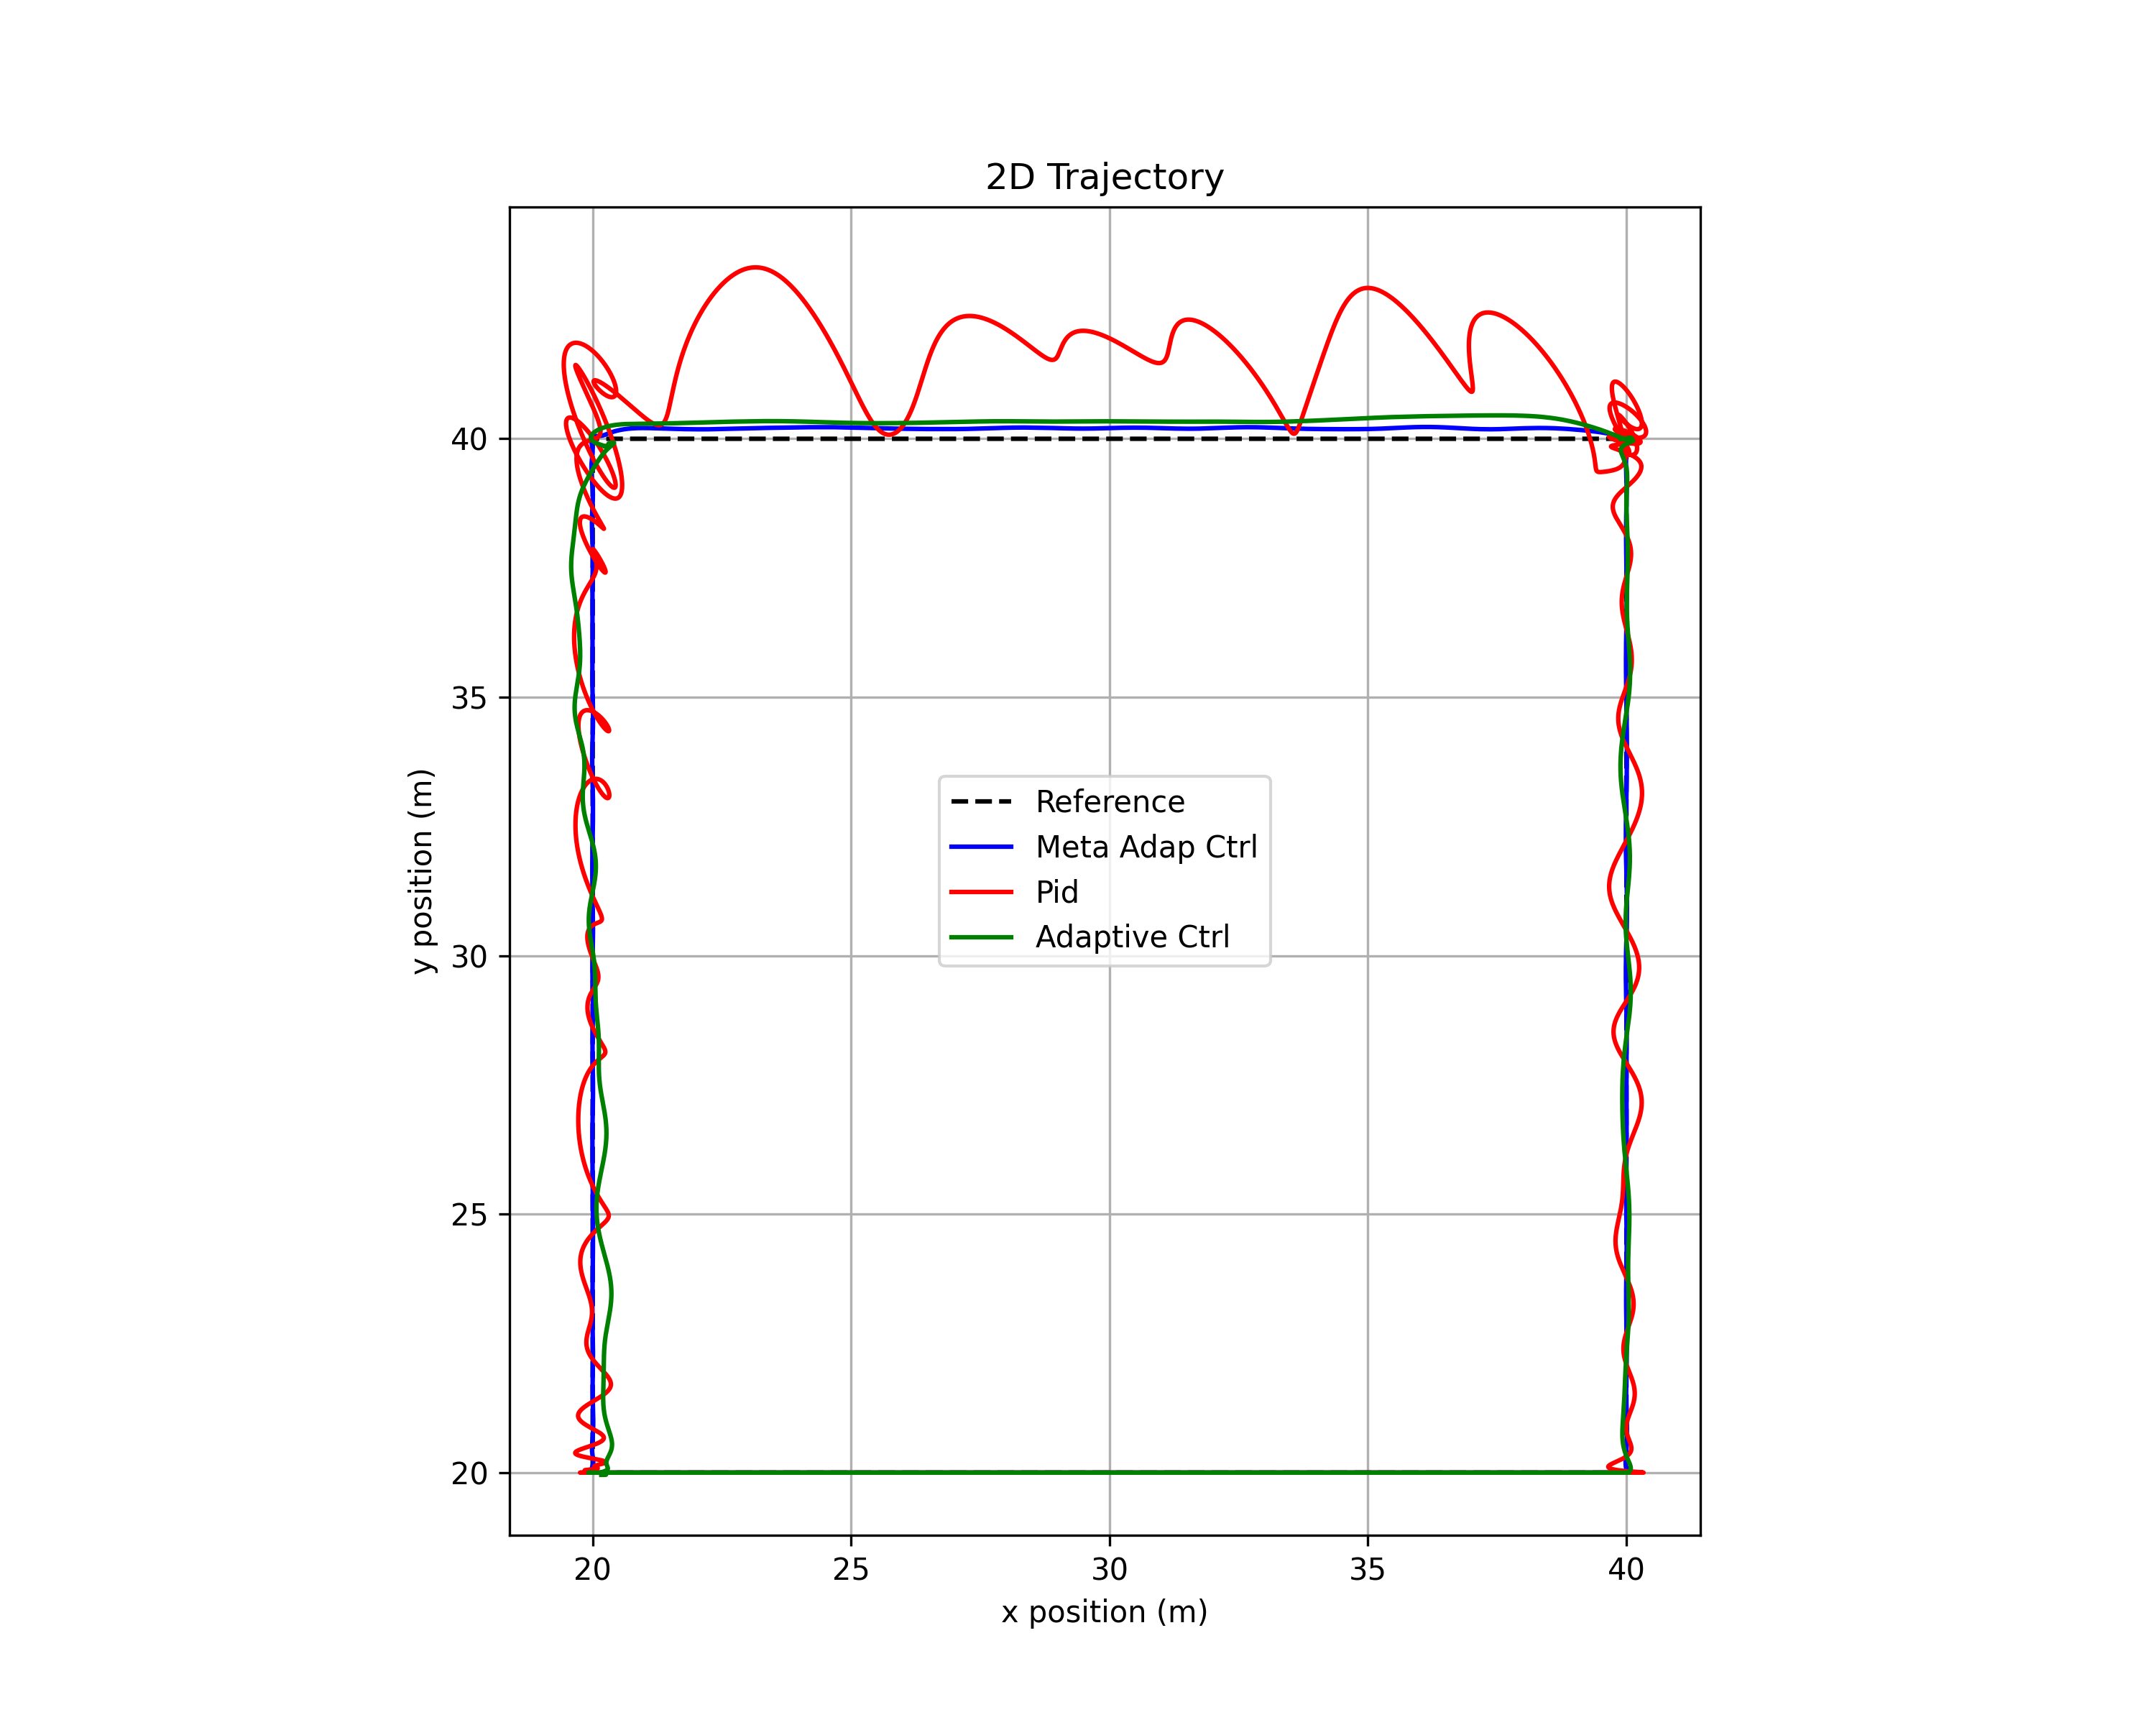 2D Trajectory
y position (m)
40
35
30
25
20
Reference
Meta Adap Ctrl
Pid
Adaptive Ctrl
20 25 30 35 40
x position (m)